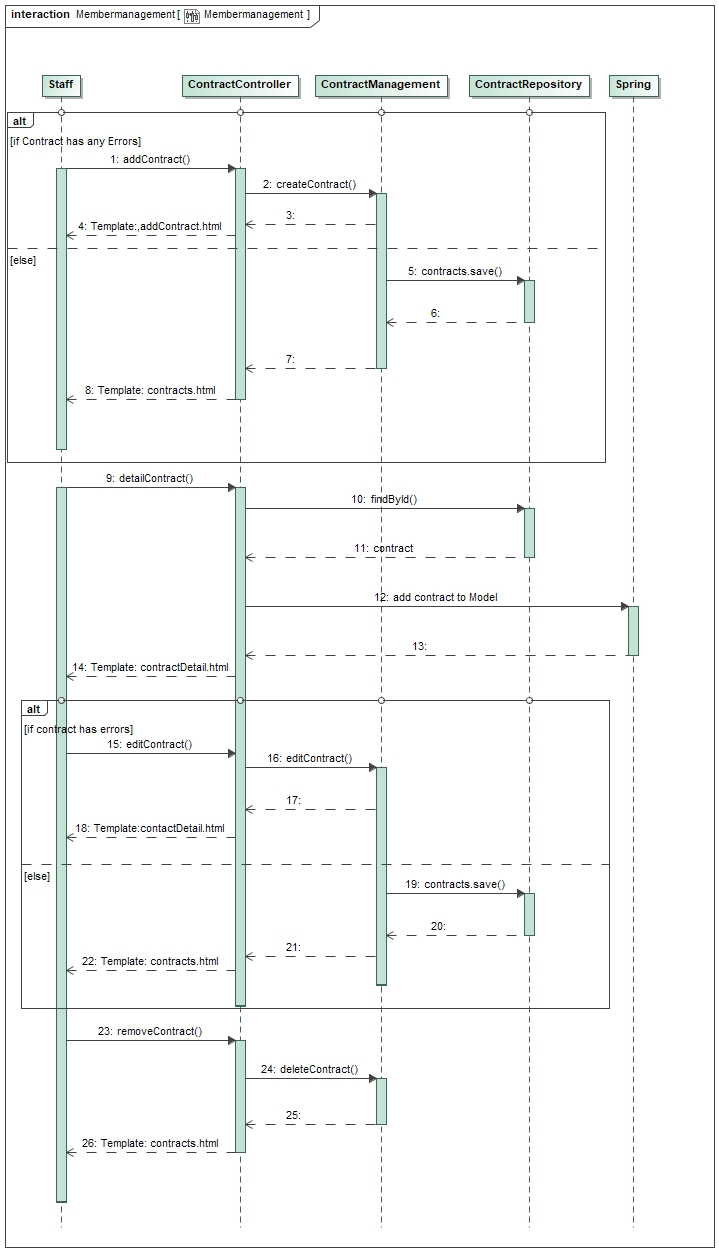 interaction Membermanagement [ Membermanagement ]
Staff ContractController ContractManagement ContractRepository Spring
alt
[if Contract has any Errors]
1: addContract()
2: createContract()
3:
4: Template:,addContract.html
[else]
5: contracts.save()
6:
7:
8: Template: contracts.html
9: detailContract()
10: findById()
11: contract
12: add contract to Model
13:
14: Template: contractDetail.html
alt
[if contract has errors]
15: editContract()
16: editContract()
17:
18: Template:contactDetail.html
[else]
19: contracts.save()
20:
21:
22: Template: contracts.html
23: removeContract()
24: deleteContract()
25:
26: Template: contracts.html